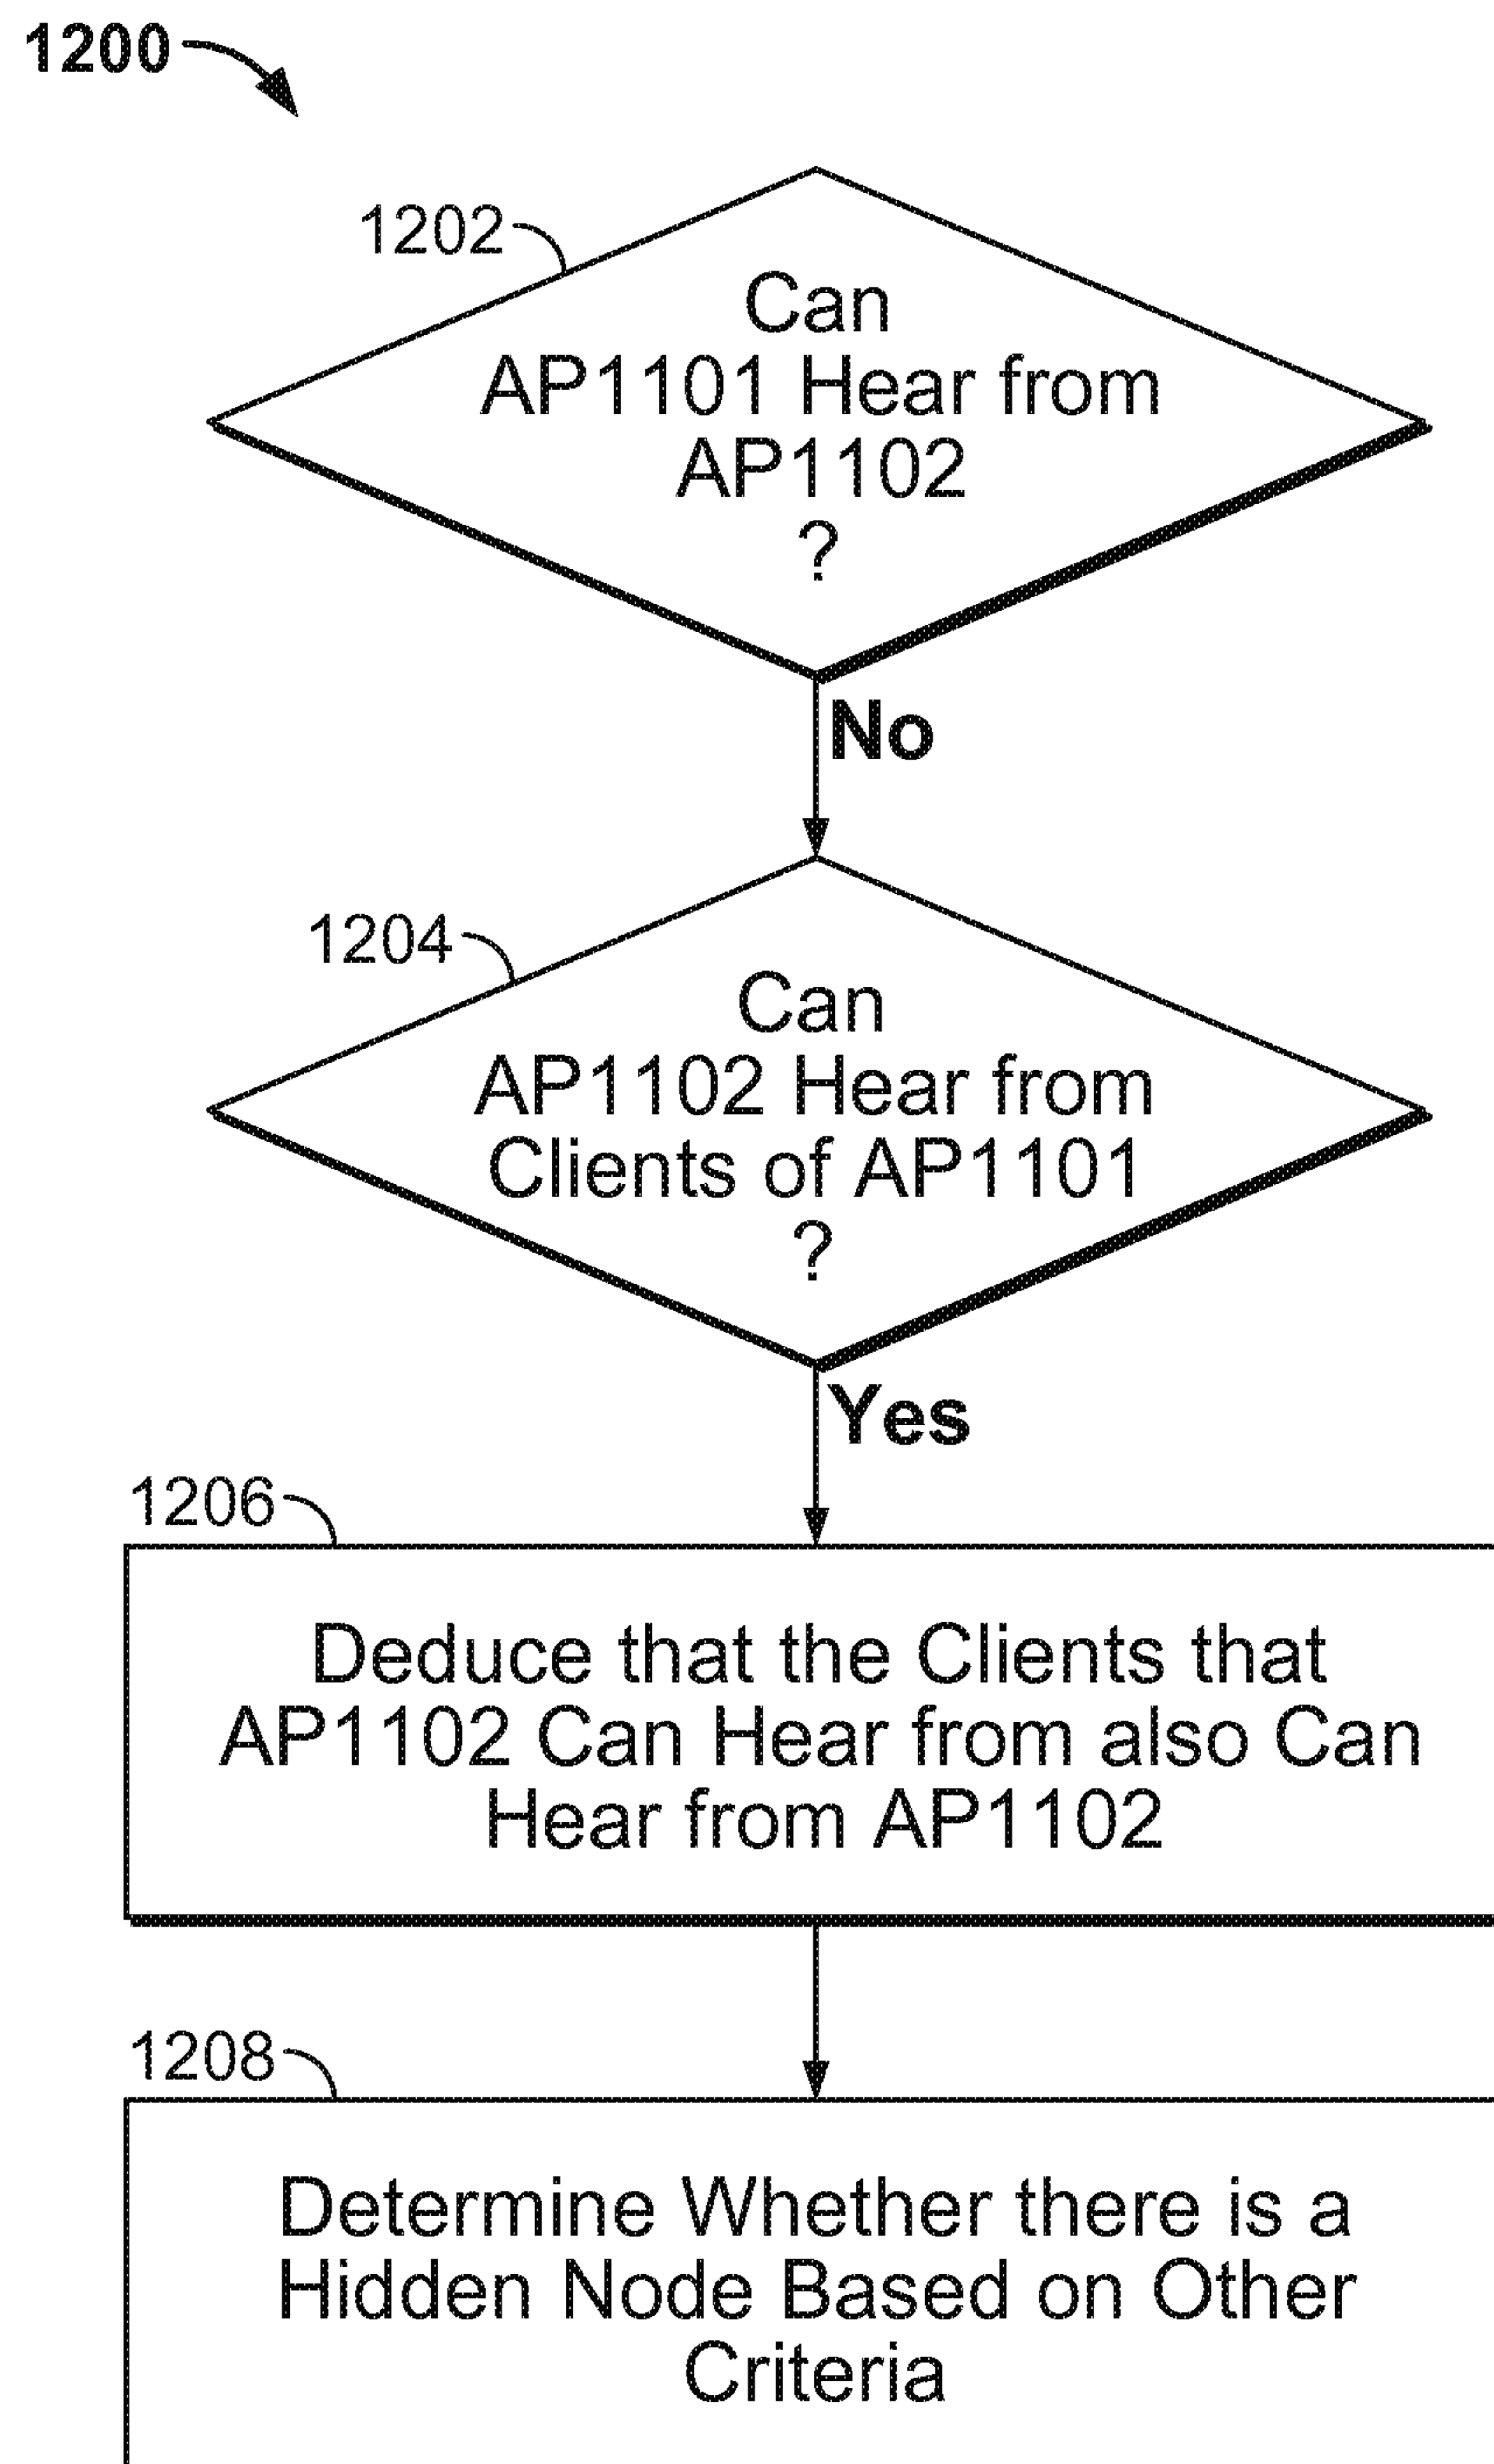 1200
1202
Can
AP1101 Hear from
AP1102
?
No
1204
Can
AP1102 Hear from
Clients of AP1101
?
Yes
1206
Deduce that the Clients that
AP1102 Can Hear from also Can
Hear from AP1102
1208
Determine Whether there is a
Hidden Node Based on Other
Criteria